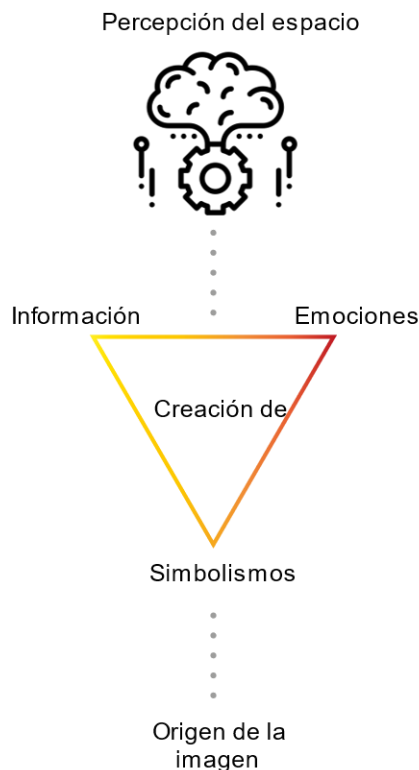 Percepción del espacio
Información
Emociones
Creación de
Simbolismos
Origen de la
imagen